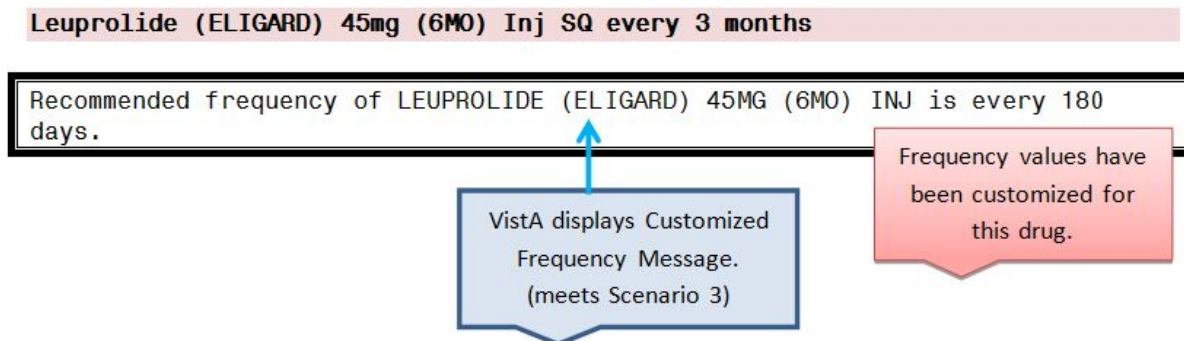 Leuprolide (ELIGARD) 45mg (6MO) Inj SQ every 3 months
Recommended frequency of LEUPROLIDE (ELIGARD) 45MG (6MO) INJ is every 180
days.
VistA displays Customized
Frequency Message.
(meets Scenario 3)
Frequency values have
been customized for
this drug.